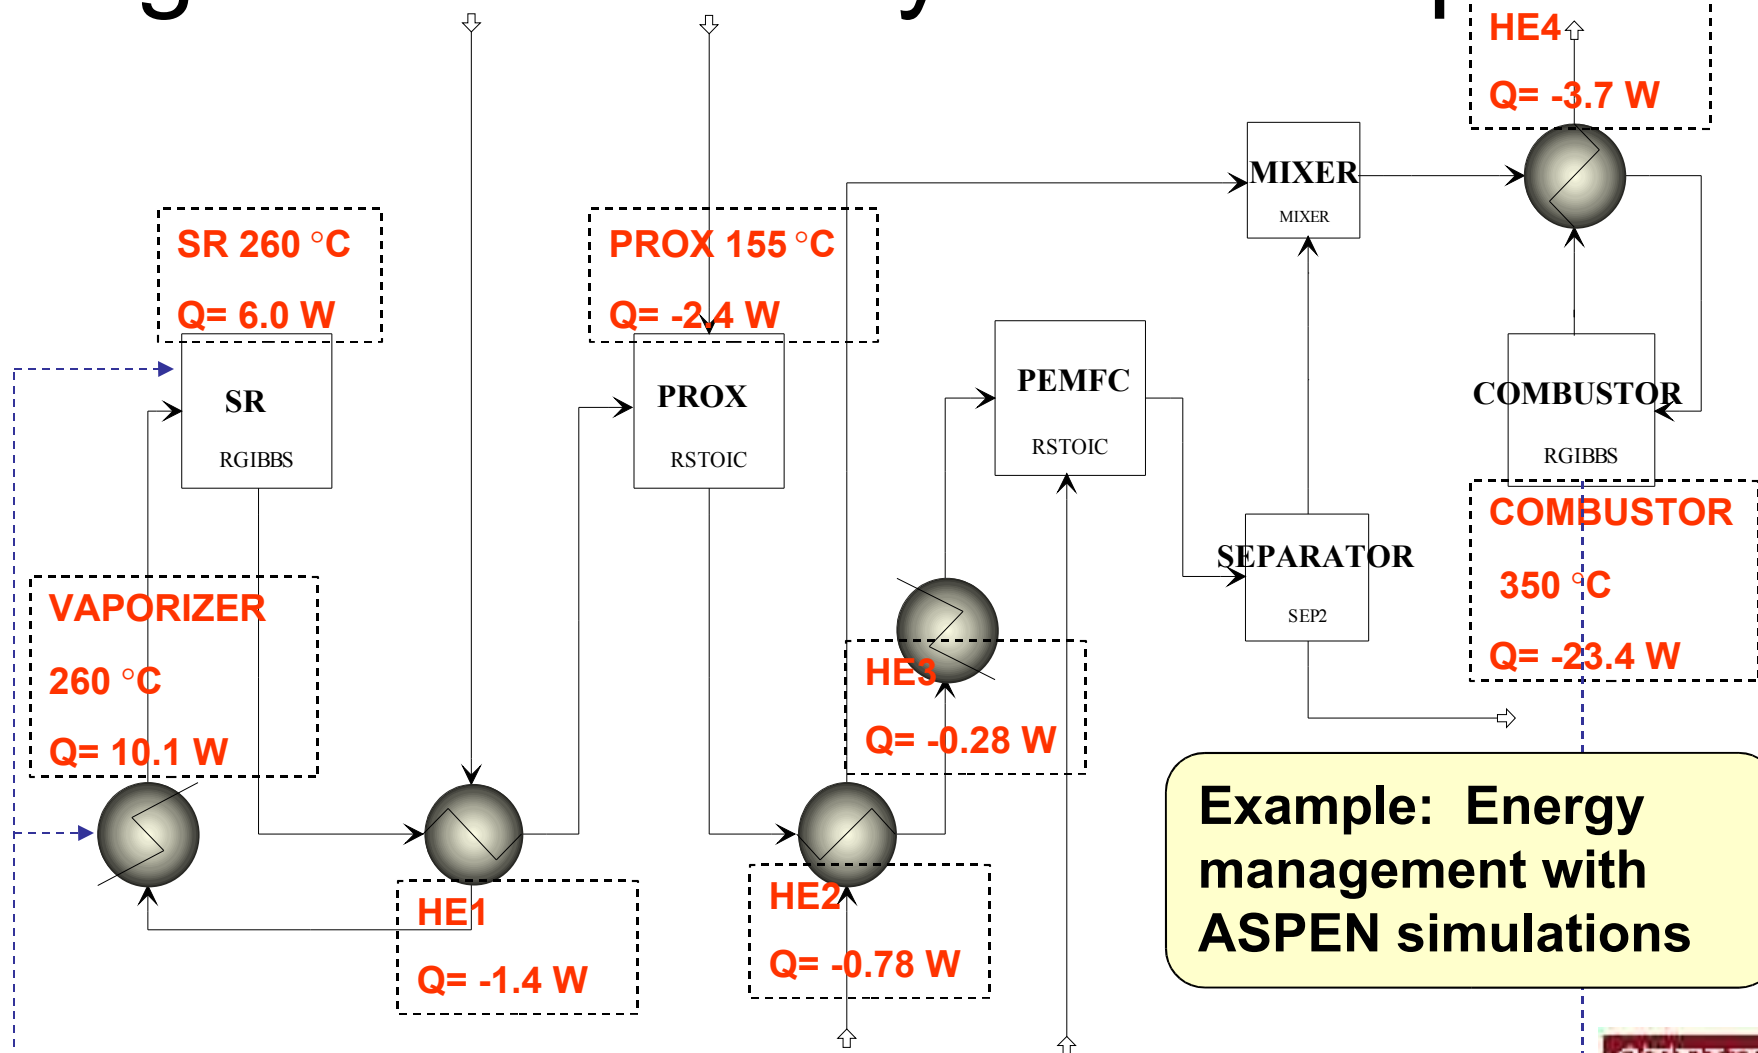 HE4
Q= -3.7 W
MIXER
MIXER
SR 260 °C
Q= 6.0 W
PROX 155 °C
Q= -2.4 W
SR
RGIBBS
PROX
RSTOIC
PEMFC
RSTOIC
COMBUSTOR
RGIBBS
COMBUSTOR
350 °C
Q= -23.4 W
SEPARATOR
SEP2
VAPORIZER
260 °C
Q= 10.1 W
HE3
Q= -0.28 W
HE1
Q= -1.4 W
HE2
Q= -0.78 W
Example: Energy
management with
ASPEN simulations